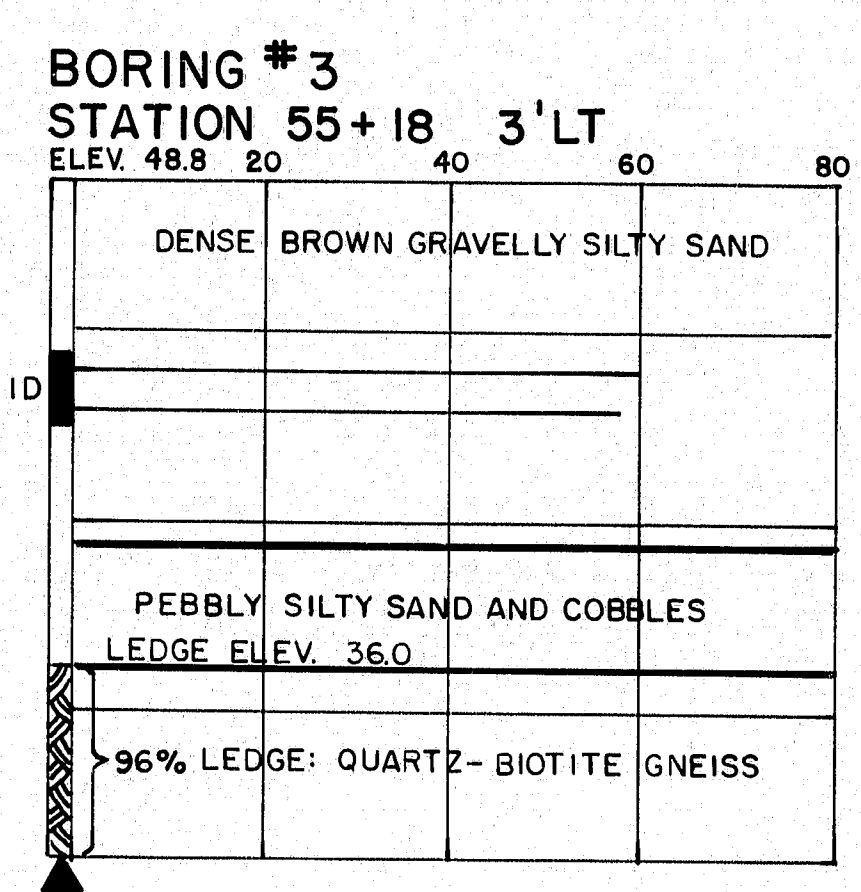 BORING #3
STATION 55+18 3'LT
ELEV. 48.8 20 40 60 80
DENSE BROWN GRAVELLY SILTY SAND
1D
PEBBLY SILTY SAND AND COBBLES
LEDGE ELEV. 36.0
96% LEDGE: QUARTZ-BIOTITE GNEISS